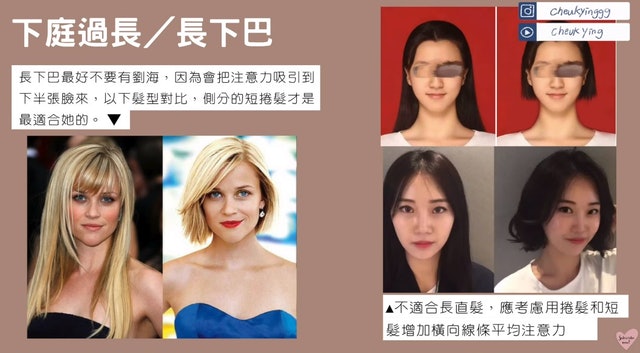 下庭過長／長下巴
長下巴最好不要有劉海，因為會把注意力吸引到
下半張臉來，以下髮型對比，側分的短捲髮才是
最適合她的。▼
cheukyinggg
cheukying
▲不適合長直髮，應考慮用捲髮和短
髮增加橫向線條平均注意力